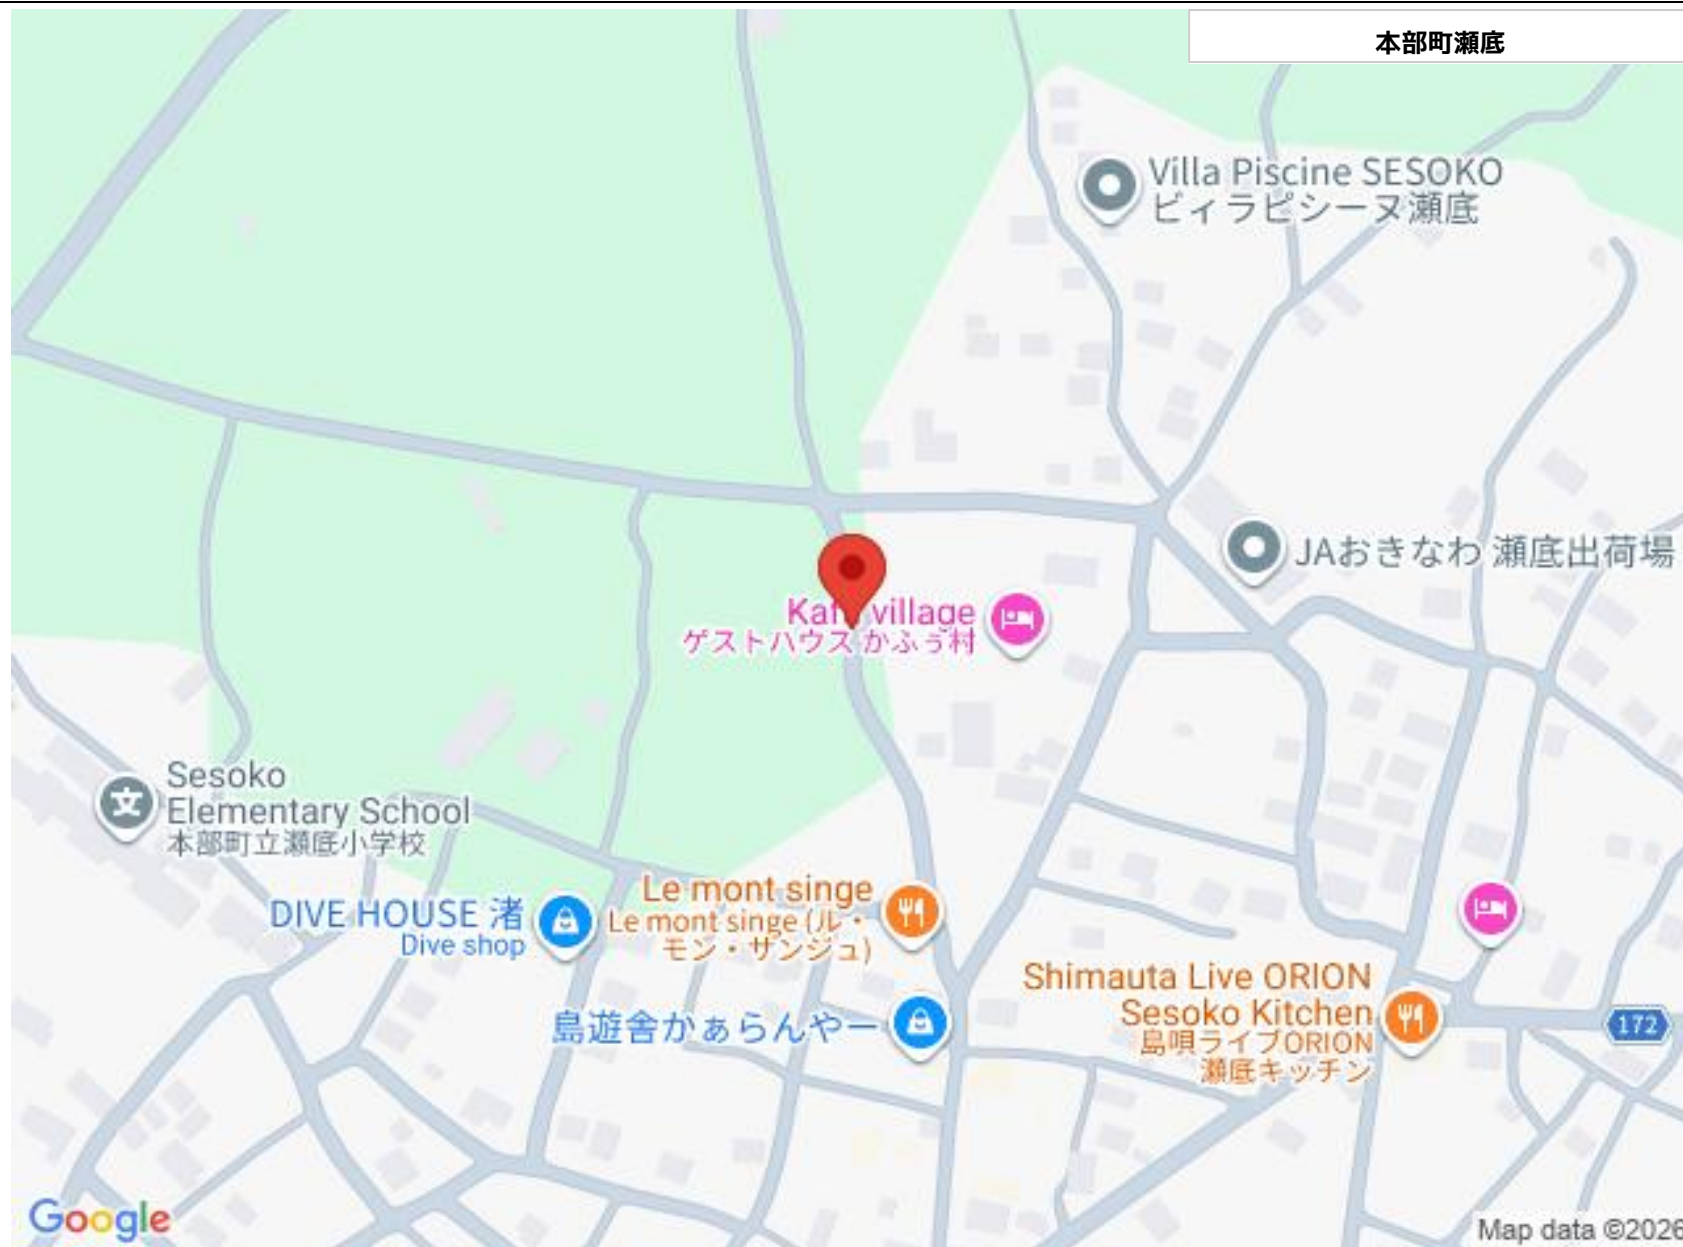 本部町瀬底
Villa Piscine SESOKO
ビィラピシーヌ瀬底
JAおきなわ 瀬底出荷場
village
ゲストハウス かふぅ村
Sesoko
Elementary School
本部町立瀬底小学校
DIVE HOUSE 渚
Dive shop
Le mont singe
Le mont singe (ル・
モン・サンジュ)
島遊舎かぁらんやー
Shimauta Live ORION
Sesoko Kitchen
島唄ライブORION
瀬底キッチン
172
Google
Map data ©2026